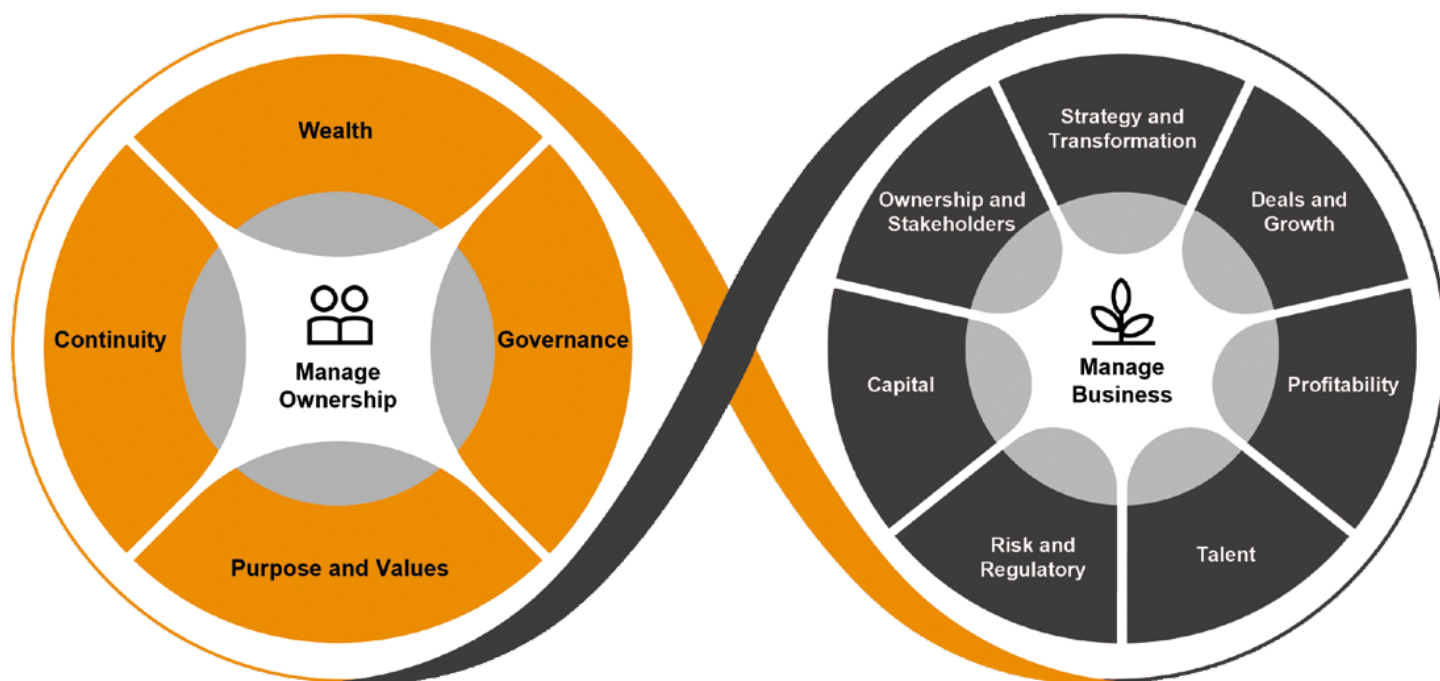 Wealth
Continuity
Manage
Ownership
Governance
Purpose and Values
Strategy and
Transformation
Ownership and
Stakeholders
Deals and
Growth
Capital
Manage
Business
Profitability
Risk and
Regulatory
Talent